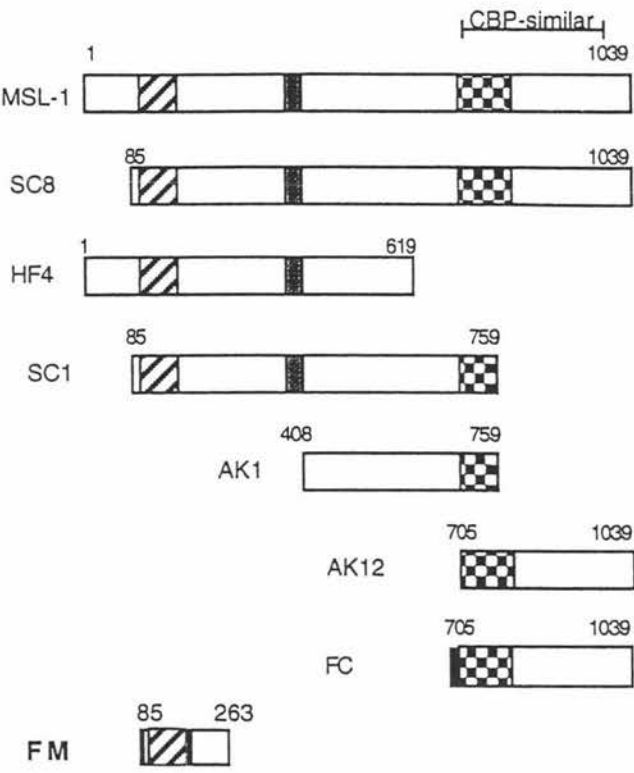 CBP-similar
1 1039
MSL-1
85 1039
SC8
1 619
HF4
85 759
SC1
408 759
AK1
705 1039
AK12
705 1039
FC
85 263
FM